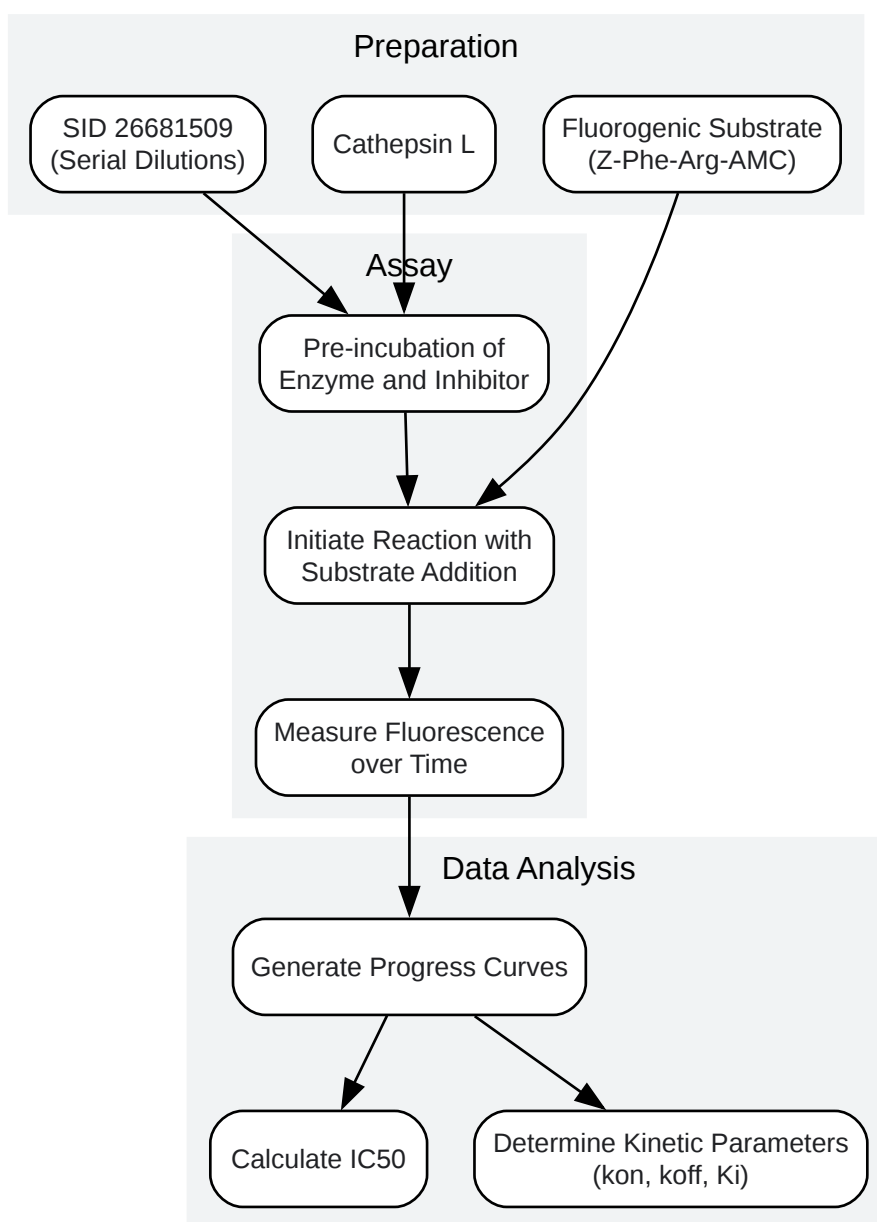 Preparation
SID 26681509
(Serial Dilutions)
Cathepsin L
Fluorogenic Substrate
(Z-Phe-Arg-AMC)
Assay
Pre-incubation of
Enzyme and Inhibitor
Initiate Reaction with
Substrate Addition
Measure Fluorescence
over Time
Data Analysis
Generate Progress Curves
Calculate IC50
Determine Kinetic Parameters
(kon, koff, Ki)